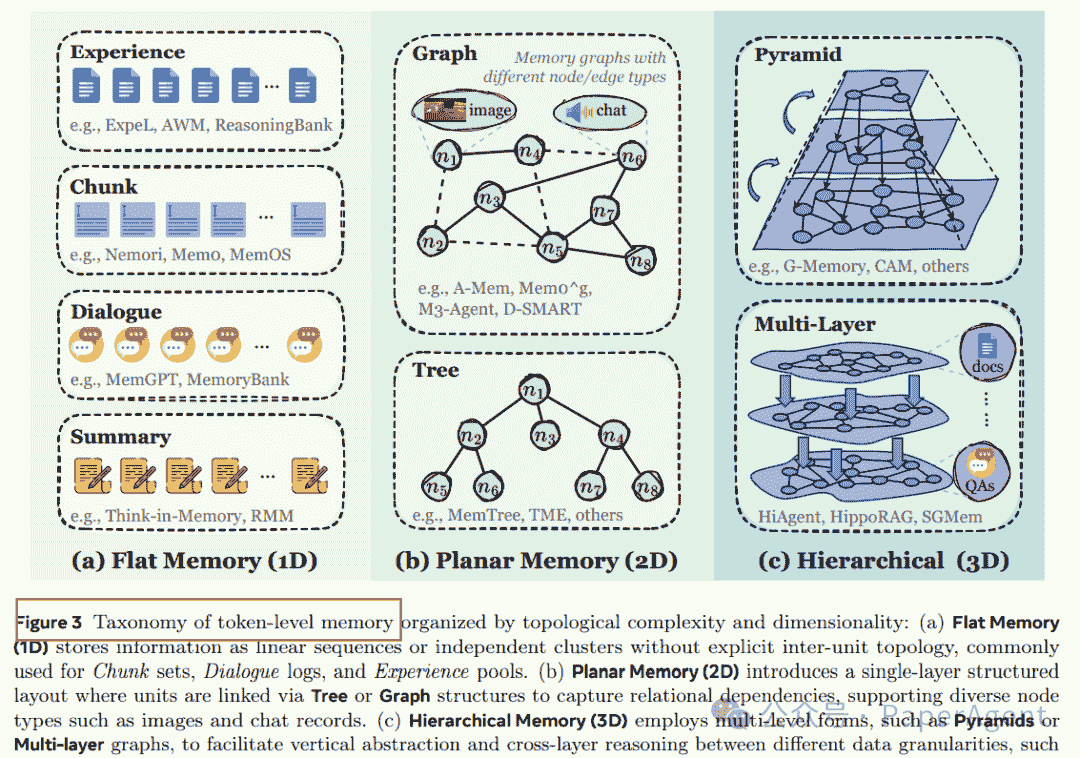 Experience
...
e.g., ExpeL, AWM, ReasoningBank
Chunk
...
e.g., Nemori, Mem0, MemOS
Dialogue
...
e.g., MemGPT, MemoryBank
Summary
...
e.g., Think-in-Memory, RMM
(a) Flat Memory (1D)
Graph
Memory graphs with
different node/edge types
image
chat
n1
n4
n6
n3
n7
n2
n5
n8
e.g., A-Mem, Mem0^g,
M3-Agent, D-SMART
Tree
n1
n2
n3
n4
n5
n6
n7
n8
e.g., MemTree, TME, others
(b) Planar Memory (2D)
Pyramid
e.g., G-Memory, CAM, others
Multi-Layer
docs
QAs
HiAgent, HippoRAG, SGMem
(c) Hierarchical (3D)
Figure 3 Taxonomy of token-level memory organized by topological complexity and dimensionality: (a) Flat Memory
(1D) stores information as linear sequences or independent clusters without explicit inter-unit topology, commonly
used for Chunk sets, Dialogue logs, and Experience pools. (b) Planar Memory (2D) introduces a single-layer structured
layout where units are linked via Tree or Graph structures to capture relational dependencies, supporting diverse node
types such as images and chat records. (c) Hierarchical Memory (3D) employs multi-level forms, such as Pyramids or
Multi-layer graphs, to facilitate vertical abstraction and cross-layer reasoning between different data granularities, such
公众号 · PaperAgent